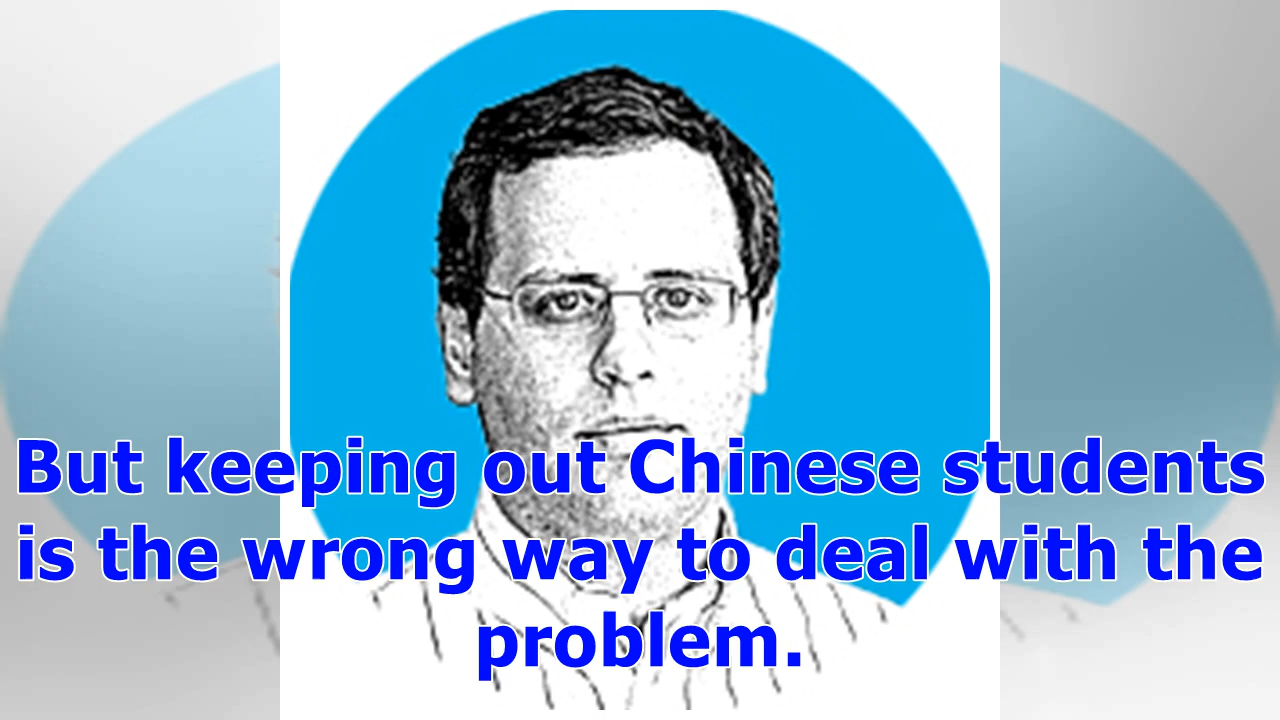 But keeping out Chinese students
is the wrong way to deal with the
problem.